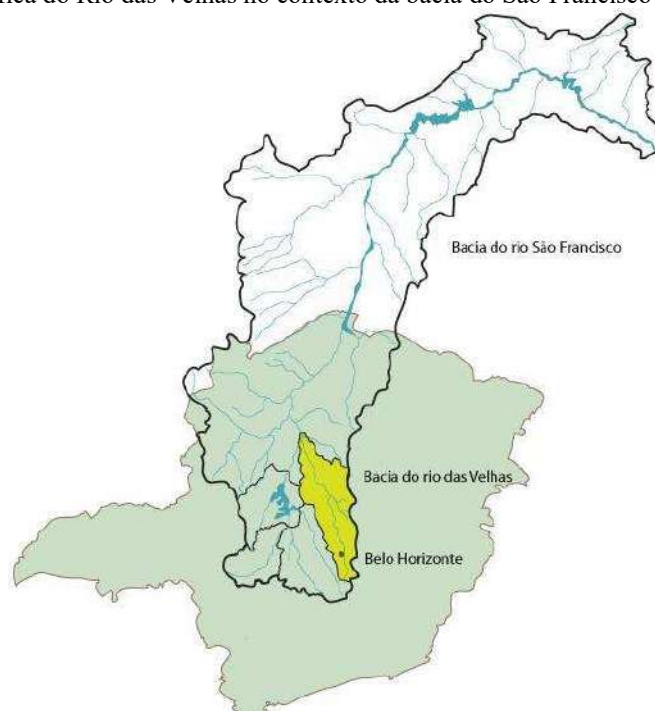 do Rio das Velhas no contexto da bacia do São Francisco
Bacia do rio São Francisco
Bacia do rio das Velhas
Belo Horizonte